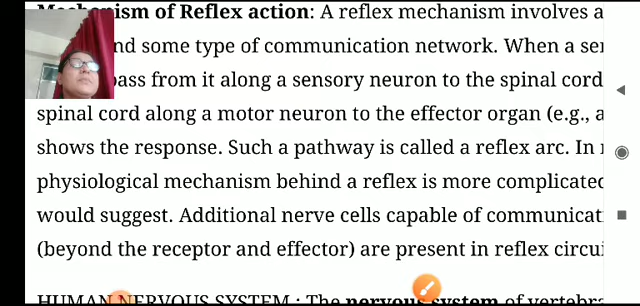 Mechanism of Reflex action: A reflex mechanism involves a
nd some type of communication network. When a
pass from it along a sensory neuron to the spinal cord
spinal cord along a motor neuron to the effector organ (e.g., a
shows the response. Such a pathway is called a reflex arc. In
physiological mechanism behind a reflex is more complicated
would suggest. Additional nerve cells capable of communicat
(beyond the receptor and effector) are present in reflex circui
HUMAN NERVOUS SYSTEM : The nervous system of vertebra